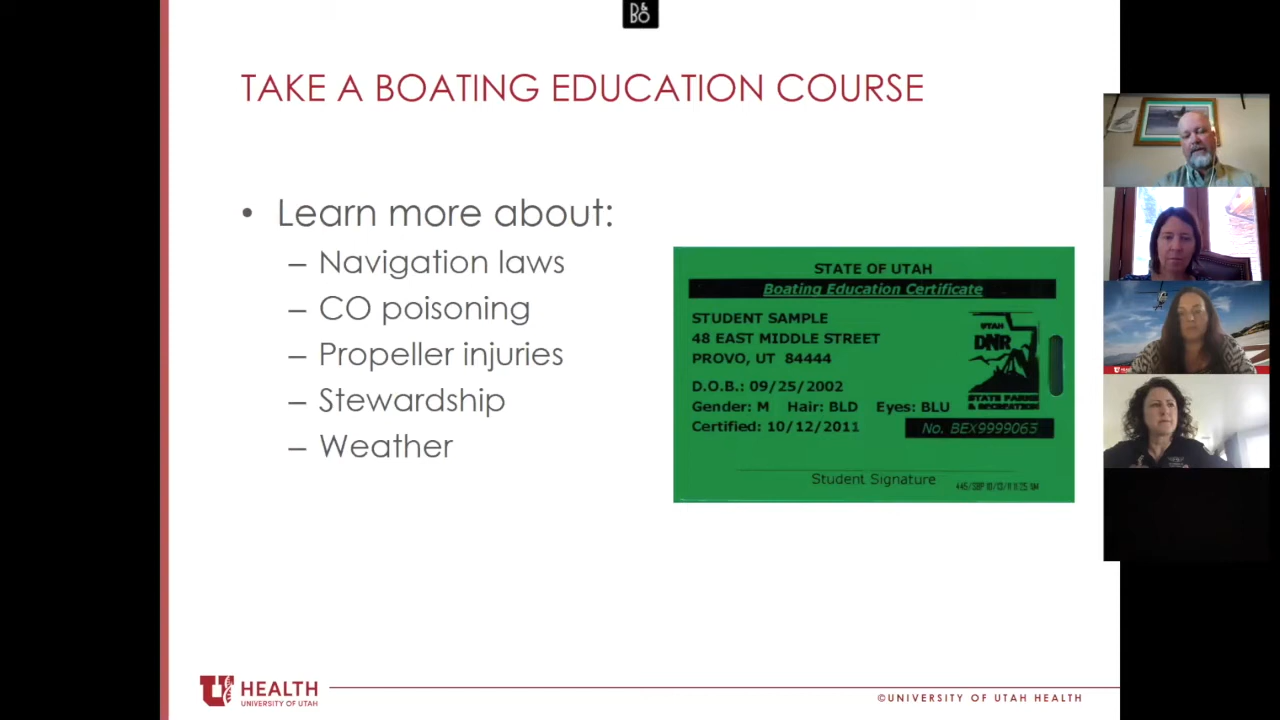 D&
BO
TAKE A BOATING EDUCATION COURSE
• Learn more about:
– Navigation laws
– CO poisoning
– Propeller injuries
– Stewardship
– Weather
STATE OF UTAH
Boating Education Certificate
STUDENT SAMPLE
48 EAST MIDDLE STREET
PROVO, UT 84444
D.O.B.: 09/25/2002
Gender: M Hair: BLD Eyes: BLU
Certified: 10/12/2011
UTAH
DNR
STATE PARKS
& RECREATION
No. BEX9999063
Student Signature
U HEALTH
UNIVERSITY OF UTAH
©UNIVERSITY OF UTAH HEALTH
HEALTH